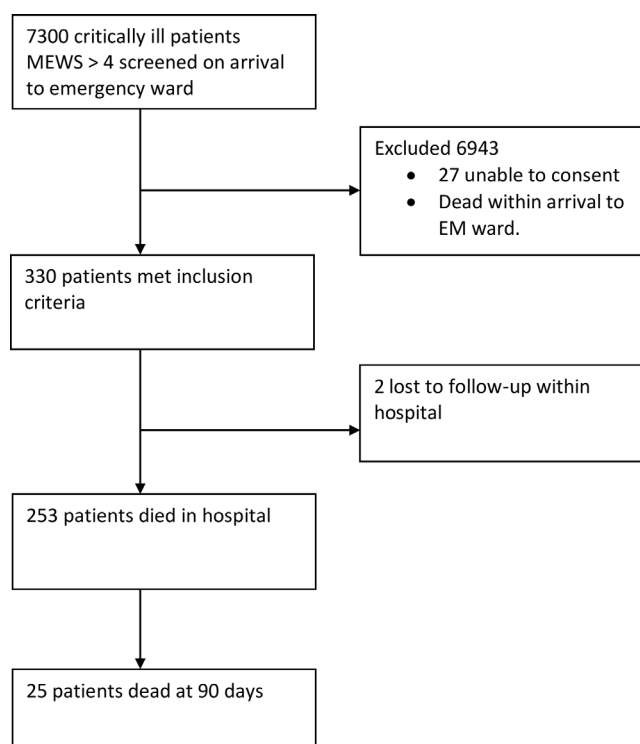 7300 critically ill patients
MEWS > 4 screened on arrival
to emergency ward
Excluded 6943
• 27 unable to consent
• Dead within arrival to
EM ward.
330 patients met inclusion
criteria
2 lost to follow-up within
hospital
253 patients died in hospital
25 patients dead at 90 days